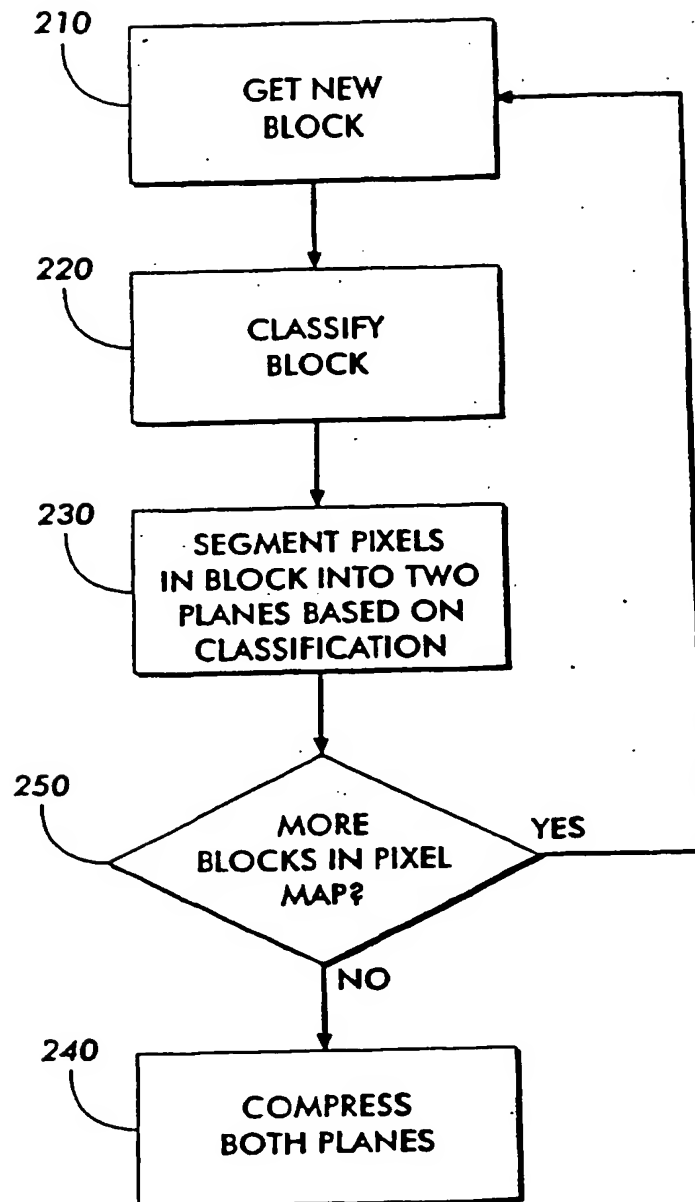 210
GET NEW
BLOCK
220
CLASSIFY
BLOCK
230
SEGMENT PIXELS
IN BLOCK INTO TWO
PLANES BASED ON
CLASSIFICATION
250
MORE
BLOCKS IN PIXEL
MAP?
YES
NO
240
COMPRESS
BOTH PLANES